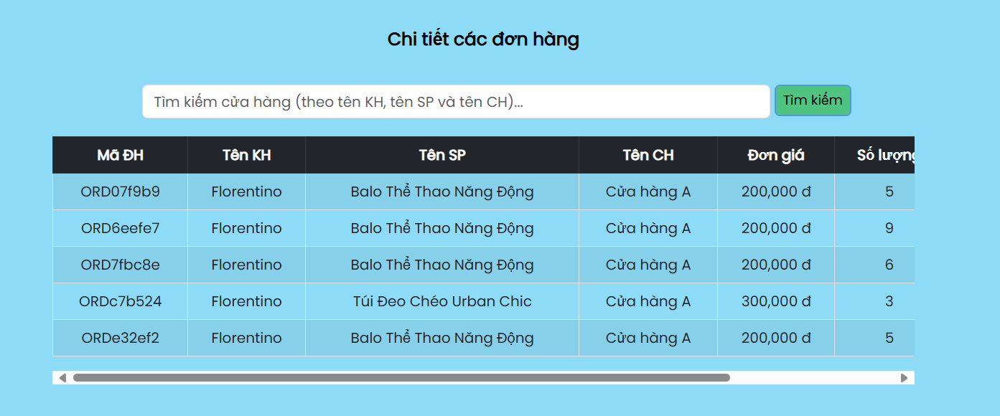 Chi tiết các đơn hàng
Tìm kiếm cửa hàng (theo tên KH, tên SP và tên CH)... Tìm kiếm
Mã ĐH Tên KH Tên SP Tên CH Đơn giá Số lượng
ORD07f9b9 Florentino Balo Thể Thao Năng Động Cửa hàng A 200,000 đ 5
ORD6eefe7 Florentino Balo Thể Thao Năng Động Cửa hàng A 200,000 đ 9
ORD7fbc8e Florentino Balo Thể Thao Năng Động Cửa hàng A 200,000 đ 6
ORDc7b524 Florentino Túi Đeo Chéo Urban Chic Cửa hàng A 300,000 đ 3
ORDe32ef2 Florentino Balo Thể Thao Năng Động Cửa hàng A 200,000 đ 5